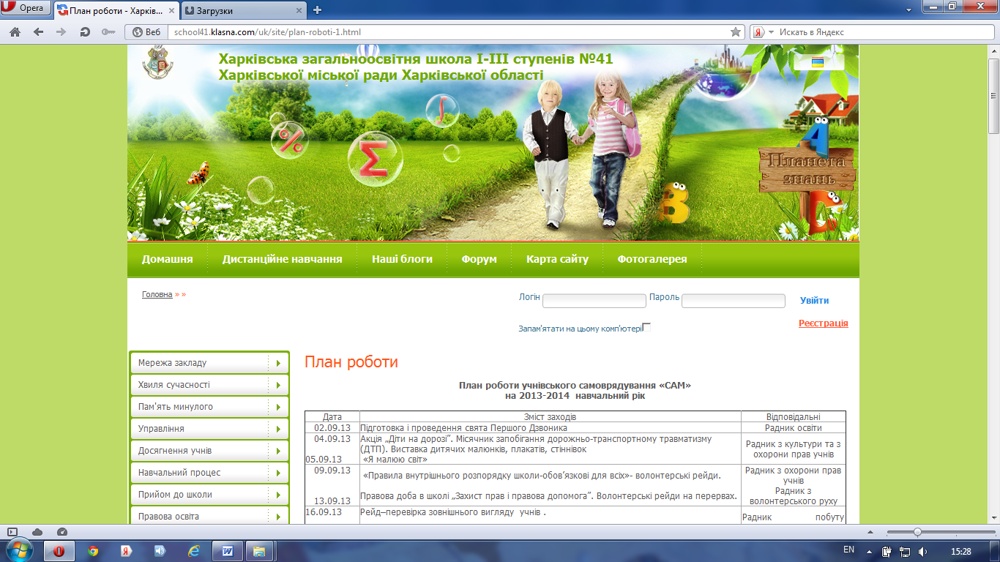 Opera
План роботи - Харків...
Загрузки
Веб
school41.klasna.com/uk/site/plan-roboti-1.html
Искать в Яндекс
Харківська загальноосвітня школа I-III ступенів №41
Харківської міської ради Харківської області
%
Σ
∫
А
Планета
знань
В
С
Домашня
Дистанційне навчання
Наші блоги
Форум
Карта сайту
Фотогалерея
Головна » »
Логін
Пароль
Увійти
Запам'ятати на цьому комп'ютері
Реєстрація
Мережа закладу
Хвиля сучасності
Пам'ять минулого
Управління
Досягнення учнів
Навчальний процес
Прийом до школи
Правова освіта
План роботи
План роботи учнівського самоврядування «САМ»
на 2013-2014 навчальний рік
Дата
Зміст заходів
Відповідальні
02.09.13
Підготовка і проведення свята Першого Дзвоника
Радник освіти
04.09.13
05.09.13
Акція „Діти на дорозі”. Місячник запобігання дорожньо-транспортному травматизму
(ДТП). Виставка дитячих малюнків, плакатів, стіннівок
«Я малюю світ»
Радник з культури та з
охорони прав учнів
09.09.13
13.09.13
«Правила внутрішнього розпорядку школи-обов’язкові для всіх»- волонтерські рейди.
Правова доба в школі „Захист прав і правова допомога”. Волонтерські рейди на перервах.
Радник з охорони прав
учнів
Радник з
волонтерського руху
16.09.13
Рейд–перевірка зовнішнього вигляду учнів .
Радник побуту
EN
15:28